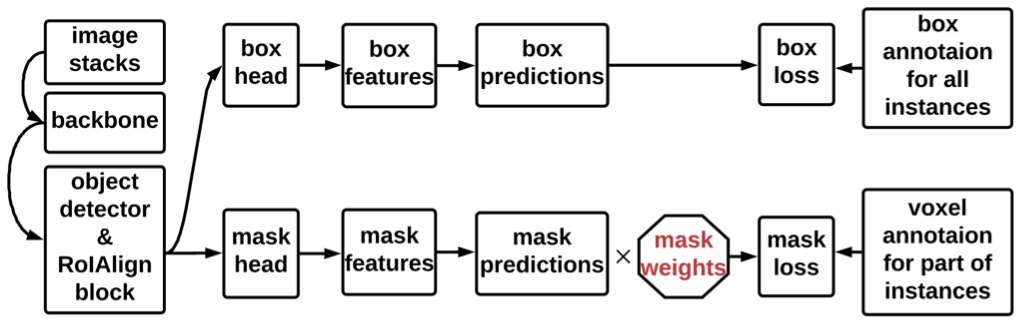 image
stacks
backbone
object
detector
&
RoIAlign
block
box
head
box
features
box
predictions
box
loss
box
annotaion
for all
instances
mask
head
mask
features
mask
predictions
×
mask
weights
mask
loss
voxel
annotaion
for part of
instances